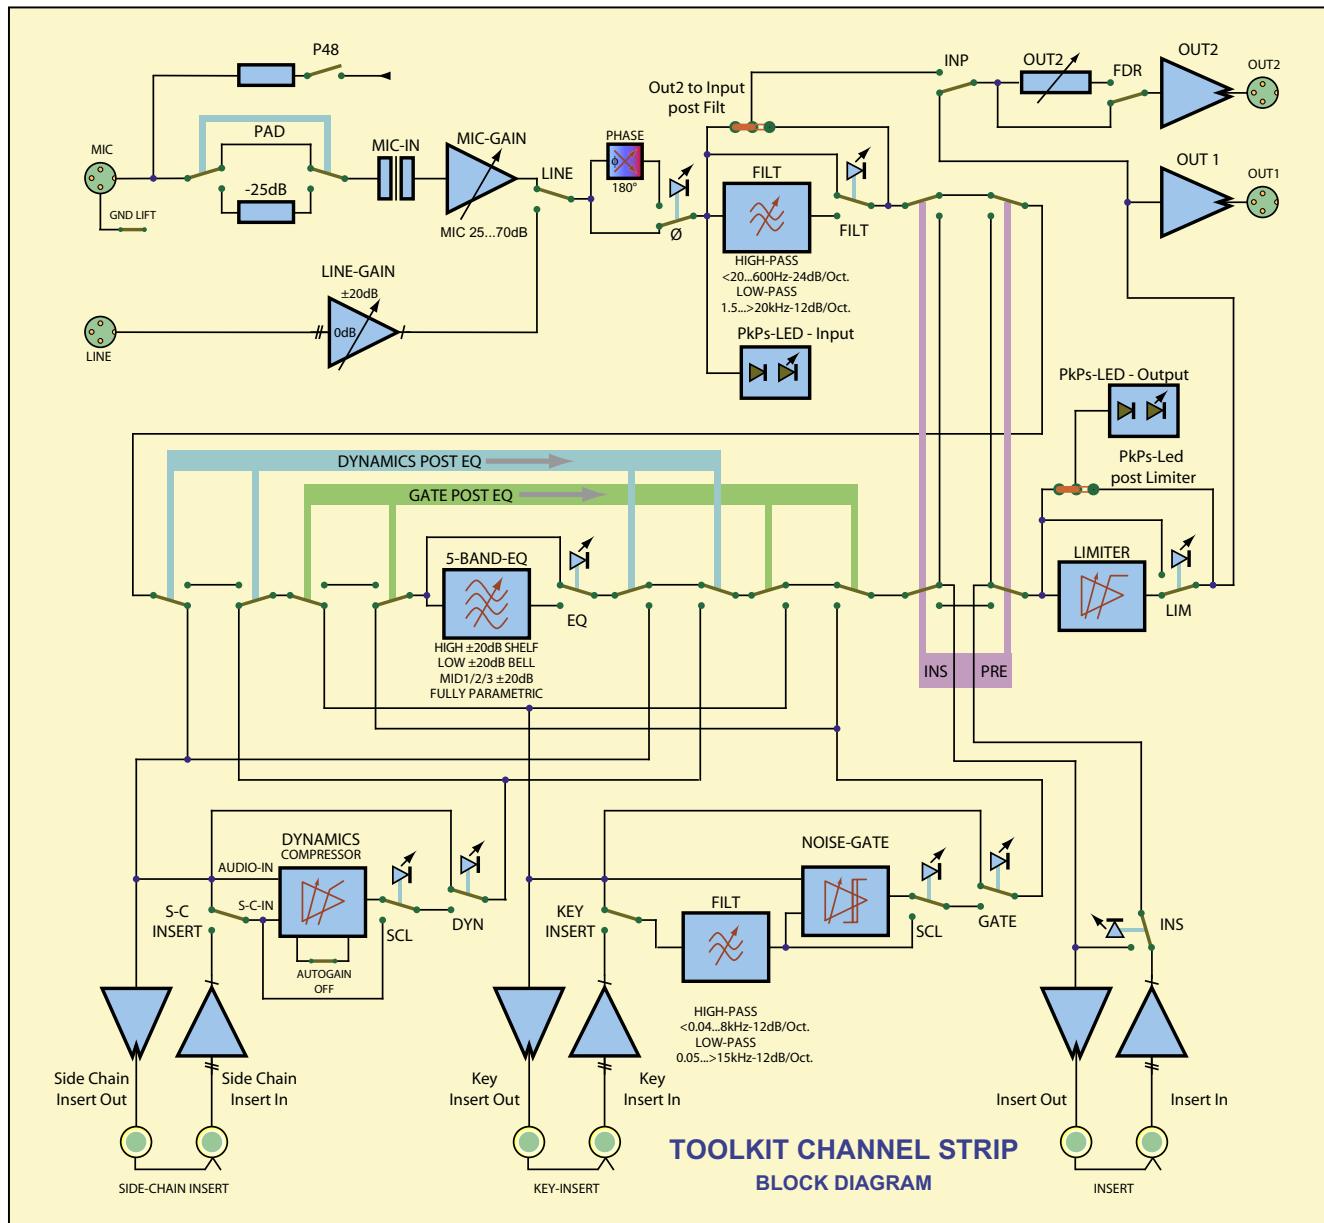 P48
INP
OUT2
FDR
OUT2
OUT2
Out2 to Input
post Filt
MIC
PAD
-25dB
GND LIFT
MIC-IN
MIC-GAIN
MIC 25...70dB
LINE
PHASE
ϕ
180°
Ø
FILT
FILT
HIGH-PASS
<20...600Hz-24dB/Oct.
LOW-PASS
1.5...>20kHz-12dB/Oct.
OUT 1
OUT1
LINE-GAIN
±20dB
0dB
LINE
PkPs-LED - Input
PkPs-LED - Output
PkPs-Led
post Limiter
DYNAMICS POST EQ
GATE POST EQ
5-BAND-EQ
EQ
HIGH ±20dB SHELF
LOW ±20dB BELL
MID1/2/3 ±20dB
FULLY PARAMETRIC
LIMITER
LIM
INS
PRE
DYNAMICS
COMPRESSOR
AUDIO-IN
S-C-IN
S-C
INSERT
AUTOGAIN
OFF
SCL
DYN
NOISE-GATE
KEY
INSERT
FILT
SCL
GATE
INS
HIGH-PASS
<0.04...8kHz-12dB/Oct.
LOW-PASS
0.05...>15kHz-12dB/Oct.
Side Chain
Insert Out
Side Chain
Insert In
Key
Insert Out
Key
Insert In
Insert Out
Insert In
TOOLKIT CHANNEL STRIP
BLOCK DIAGRAM
SIDE-CHAIN INSERT
KEY-INSERT
INSERT